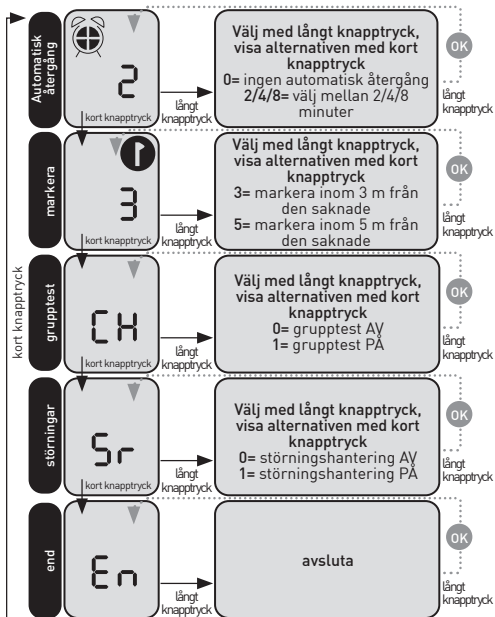 kort knapptryck
Automatisk
återgång
2
kort knapptryck
långt
knapptryck
Välj med långt knapptryck,
visa alternativen med kort
knapptryck
0= ingen automatisk återgång
2/4/8= välj mellan 2/4/8
minuter
OK
långt
knapptryck
markera
1
3
kort knapptryck
långt
knapptryck
Välj med långt knapptryck,
visa alternativen med kort
knapptryck
3= markera inom 3 m från
den saknade
5= markera inom 5 m från
den saknade
OK
långt
knapptryck
grupptest
CH
kort knapptryck
långt
knapptryck
Välj med långt knapptryck,
visa alternativen med kort
knapptryck
0= grupptest AV
1= grupptest PÅ
OK
långt
knapptryck
störningar
Sr
kort knapptryck
långt
knapptryck
Välj med långt knapptryck,
visa alternativen med kort
knapptryck
0= störningshantering AV
1= störningshantering PÅ
OK
långt
knapptryck
end
En
långt
knapptryck
avsluta
OK
långt
knapptryck